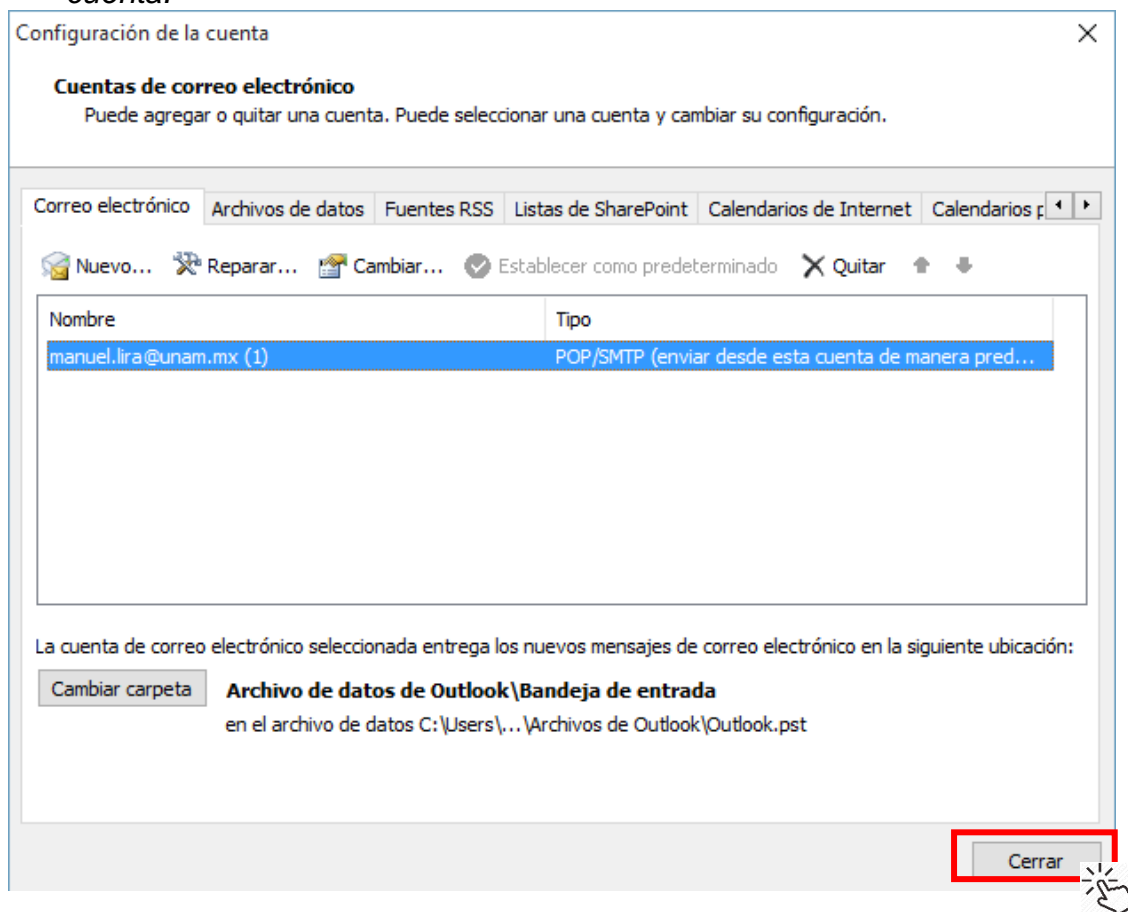 cuenta.
Configuración de la cuenta
Cuentas de correo electrónico
Puede agregar o quitar una cuenta. Puede seleccionar una cuenta y cambiar su configuración.
Correo electrónico Archivos de datos Fuentes RSS Listas de SharePoint Calendarios de Internet Calendarios p
Nuevo... Reparar... Cambiar... Establecer como predeterminado Quitar
Nombre Tipo
manuel.lira@unam.mx (1) POP/SMTP (enviar desde esta cuenta de manera pred...
La cuenta de correo electrónico seleccionada entrega los nuevos mensajes de correo electrónico en la siguiente ubicación:
Cambiar carpeta Archivo de datos de Outlook\Bandeja de entrada
en el archivo de datos C:\Users\...\Archivos de Outlook\Outlook.pst
Cerrar